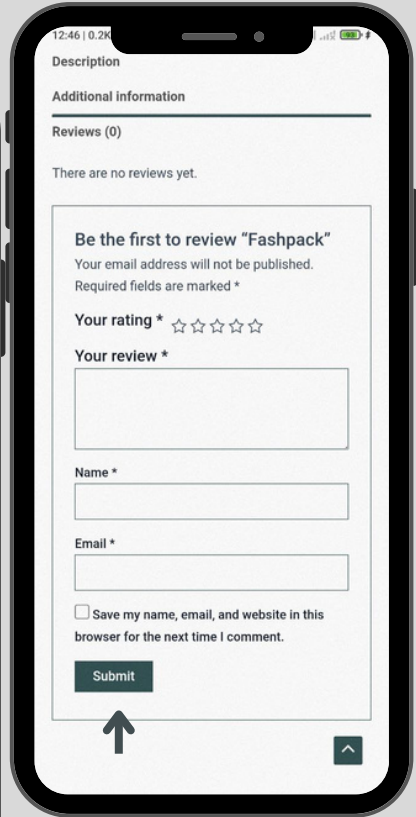 12:46 | 0.2K
Description
Additional information
Reviews (0)
There are no reviews yet.
Be the first to review “Fashpack”
Your email address will not be published.
Required fields are marked *
Your rating *
Your review *
Name *
Email *
Save my name, email, and website in this
browser for the next time I comment.
Submit